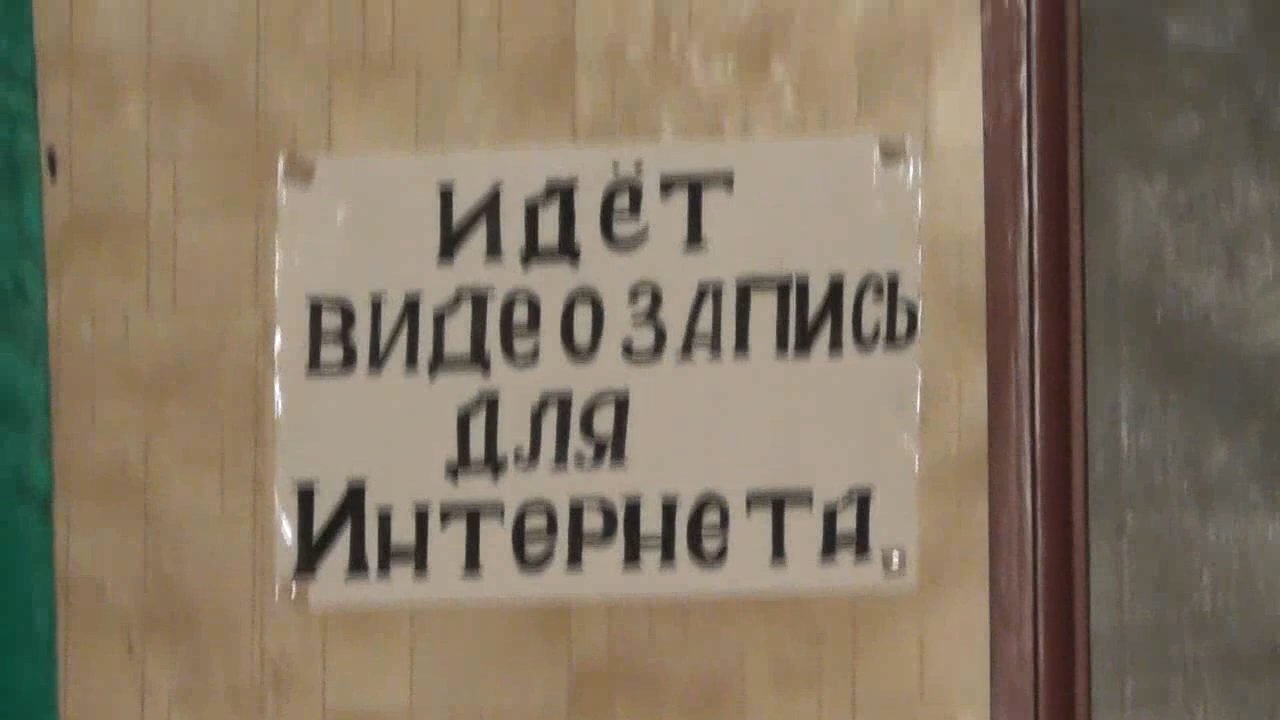 идёт
видеозапись
для
Интернета